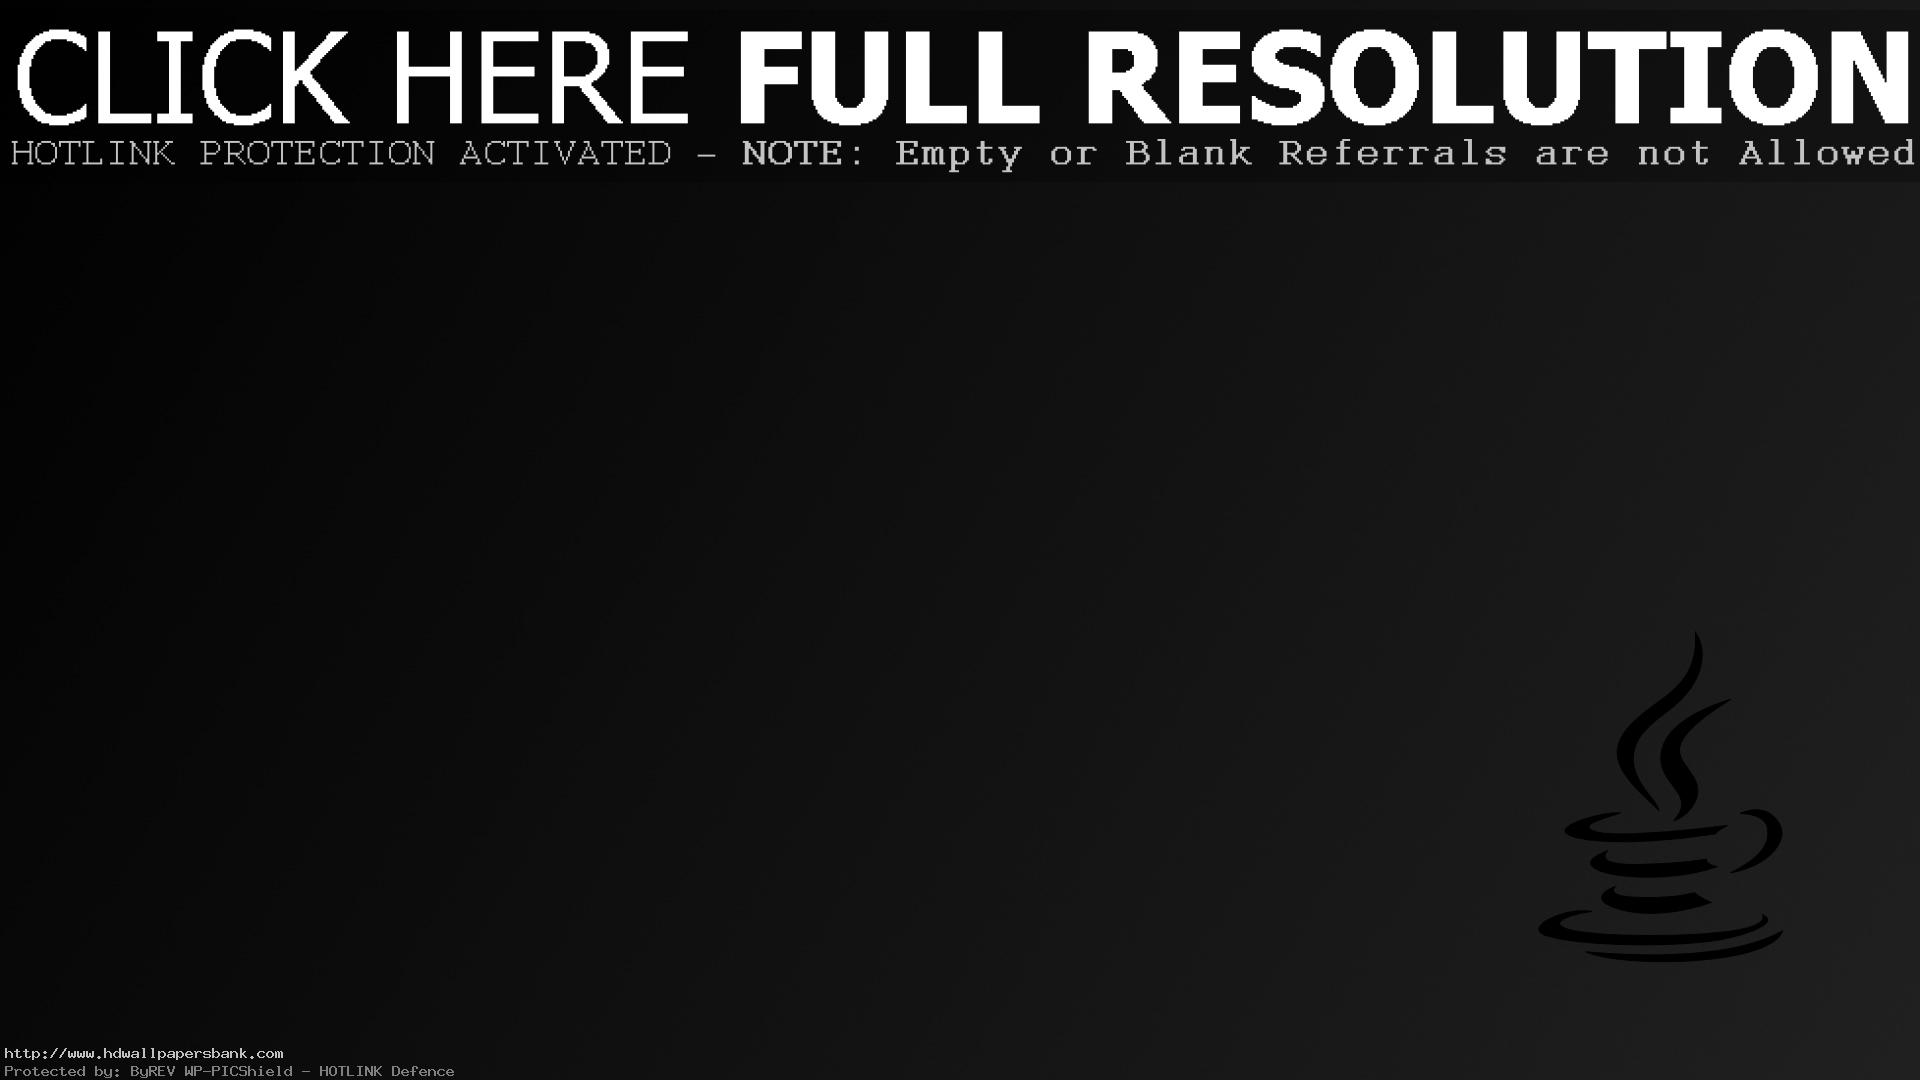 CLICK HERE FULL RESOLUTION
HOTLINK PROTECTION ACTIVATED - NOTE: Empty or Blank Referrals are not Allowed
http://www.hdwallpapersbank.com
Protected by: ByREV WP-PICShield - HOTLINK Defence